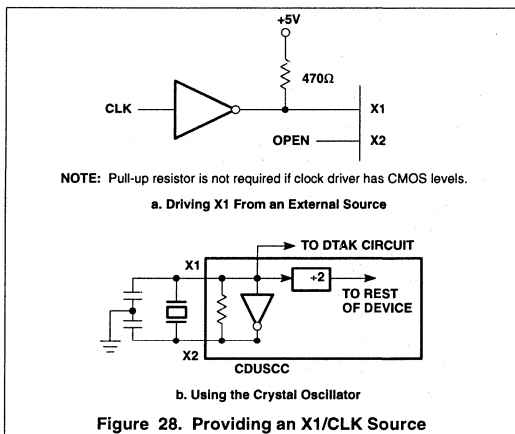 +5V
470Ω
CLK
X1
OPEN
X2
NOTE: Pull-up resistor is not required if clock driver has CMOS levels.
a. Driving X1 From an External Source
TO DTAK CIRCUIT
X1
÷2
TO REST
OF DEVICE
X2
CDUSCC
b. Using the Crystal Oscillator
Figure 28. Providing an X1/CLK Source